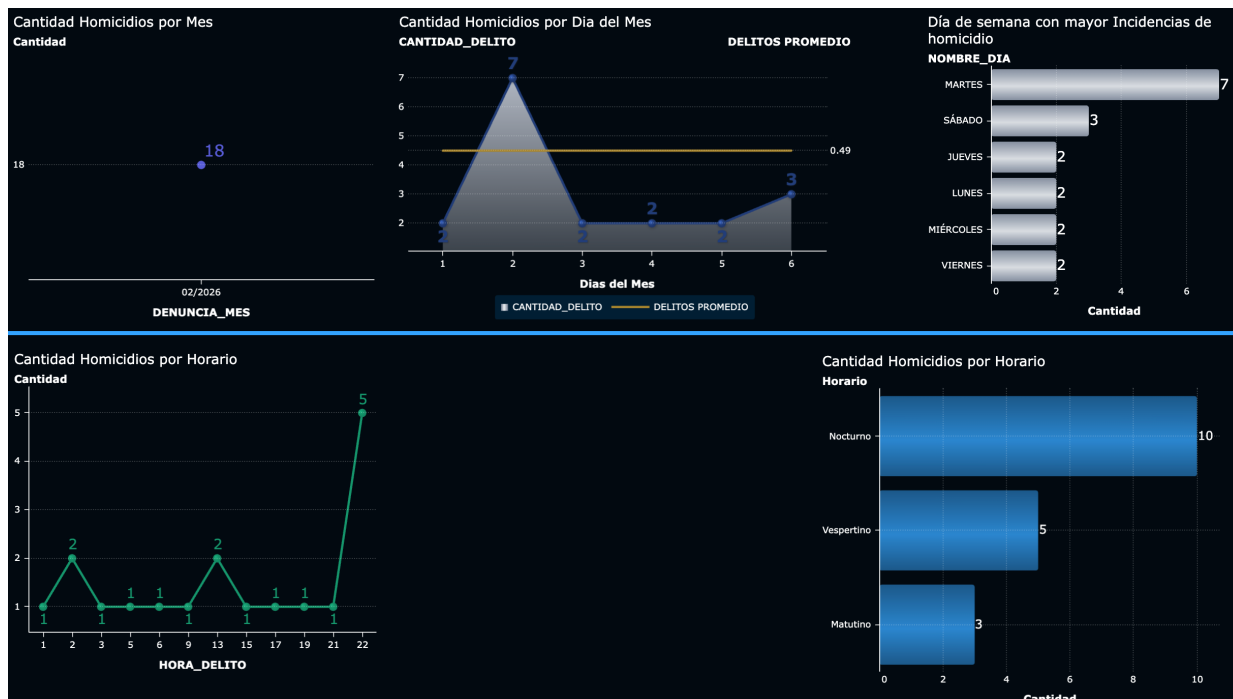 Cantidad Homicidios por Mes
Cantidad
18
18
02/2026
DENUNCIA_MES
Cantidad Homicidios por Dia del Mes
CANTIDAD_DELITO DELITOS PROMEDIO
7
7
6
5
4
3
2
0.49
2
2
2
2
3
1 2 3 4 5 6
Dias del Mes
CANTIDAD_DELITO DELITOS PROMEDIO
Día de semana con mayor Incidencias de
homicidio
NOMBRE_DIA
MARTES 7
SÁBADO 3
JUEVES 2
LUNES 2
MIÉRCOLES 2
VIERNES 2
0 2 4 6
Cantidad
Cantidad Homicidios por Horario
Cantidad
5
4
3
2
1
1 2 1 1 1 1 2 1 1 1 1 5
1 2 3 5 6 9 13 15 17 19 21 22
HORA_DELITO
Cantidad Homicidios por Horario
Horario
Nocturno 10
Vespertino 5
Matutino 3
0 2 4 6 8 10
Cantidad